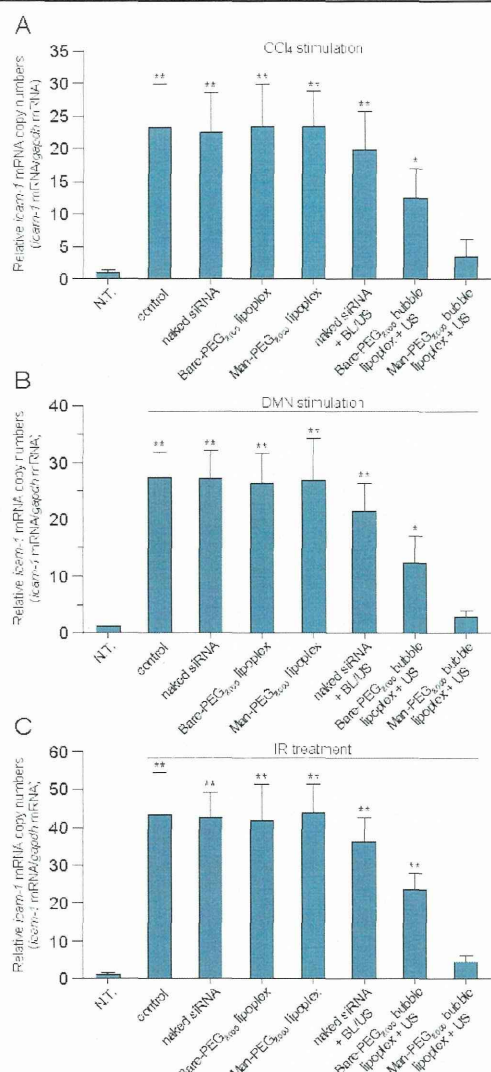 A
CCl4 stimulation
Relative icam-1 mRNA copy numbers
(icam-1 mRNA/gapdh mRNA)
35
30
25
20
15
10
5
0
** ** ** ** ** *
N.T.
control
naked siRNA
Bare-PEG2000 lipoplex
Man-PEG2000 lipoplex
naked siRNA
+ BL/US
Bare-PEG2000 bubble
lipoplex + US
Man-PEG2000 bubble
lipoplex + US
B
DMN stimulation
Relative icam-1 mRNA copy numbers
(icam-1 mRNA/gapdh mRNA)
40
30
20
10
0
** ** ** ** ** *
N.T.
control
naked siRNA
Bare-PEG2000 lipoplex
Man-PEG2000 lipoplex
naked siRNA
+ BL/US
Bare-PEG2000 bubble
lipoplex + US
Man-PEG2000 bubble
lipoplex + US
C
IR treatment
Relative icam-1 mRNA copy numbers
(icam-1 mRNA/gapdh mRNA)
60
50
40
30
20
10
0
** ** ** ** ** **
N.T.
control
naked siRNA
Bare-PEG2000 lipoplex
Man-PEG2000 lipoplex
naked siRNA
+ BL/US
Bare-PEG2000 bubble
lipoplex + US
Man-PEG2000 bubble
lipoplex + US